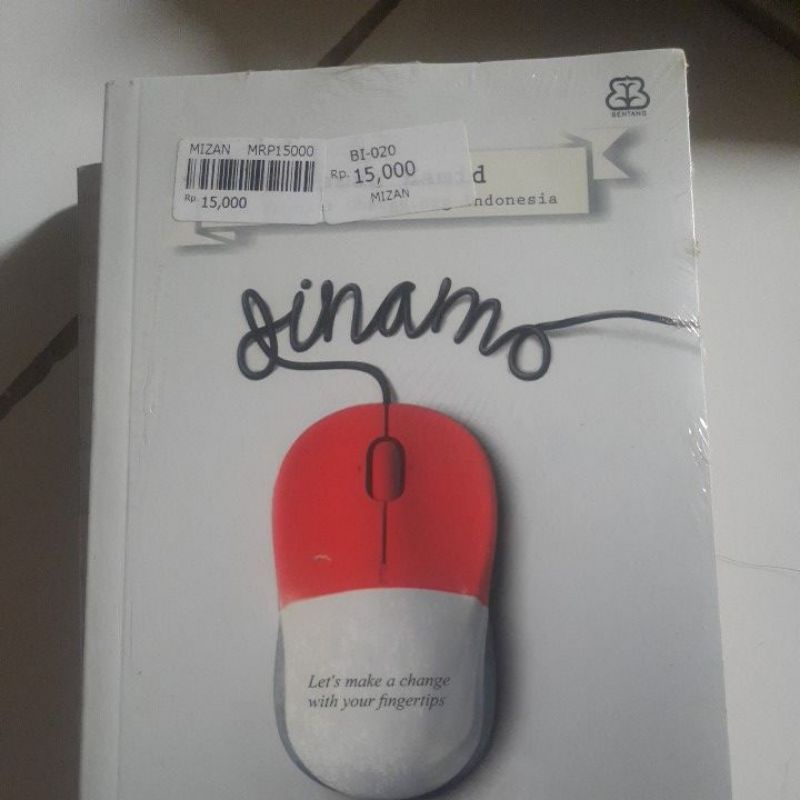 BENTANG
MIZAN MRP15000
BI-020
Rp. 15,000
Rp 15,000
MIZAN
ndonesia
dinamo
Let's make a change
with your fingertips